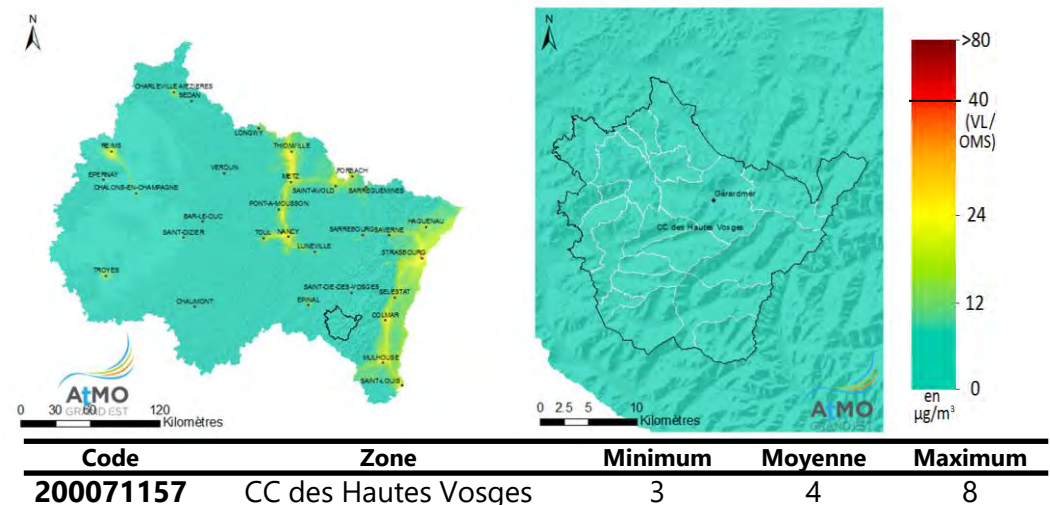 N
CHARLEVILLE-MEZIERES
SEDAN
LONGWY
THIONVILLE
REIMS
VERDUN
METZ
FORBACH
EPERNAY
SAINT-AVOLD
SARREGUEMINES
CHALONS-EN-CHAMPAGNE
PONT-A-MOUSSON
BAR-LE-DUC
HAGUENAU
SAINT-DIZIER
TOUL
NANCY
SARREBOURG
SAVERNE
LUNEVILLE
STRASBOURG
TROYES
SAINT-DIE-DES-VOSGES
SELESTAT
CHAUMONT
EPINAL
COLMAR
MULHOUSE
SAINT-LOUIS
AtMO
GRAND EST
0 30 60 120
Kilomètres
N
Gérardmer
CC des Hautes Vosges
0 2.5 5 10
Kilomètres
AtMO
GRAND EST
>80
40
(VL/
OMS)
24
12
0
en
µg/m³
Code Zone Minimum Moyenne Maximum
200071157 CC des Hautes Vosges 3 4 8